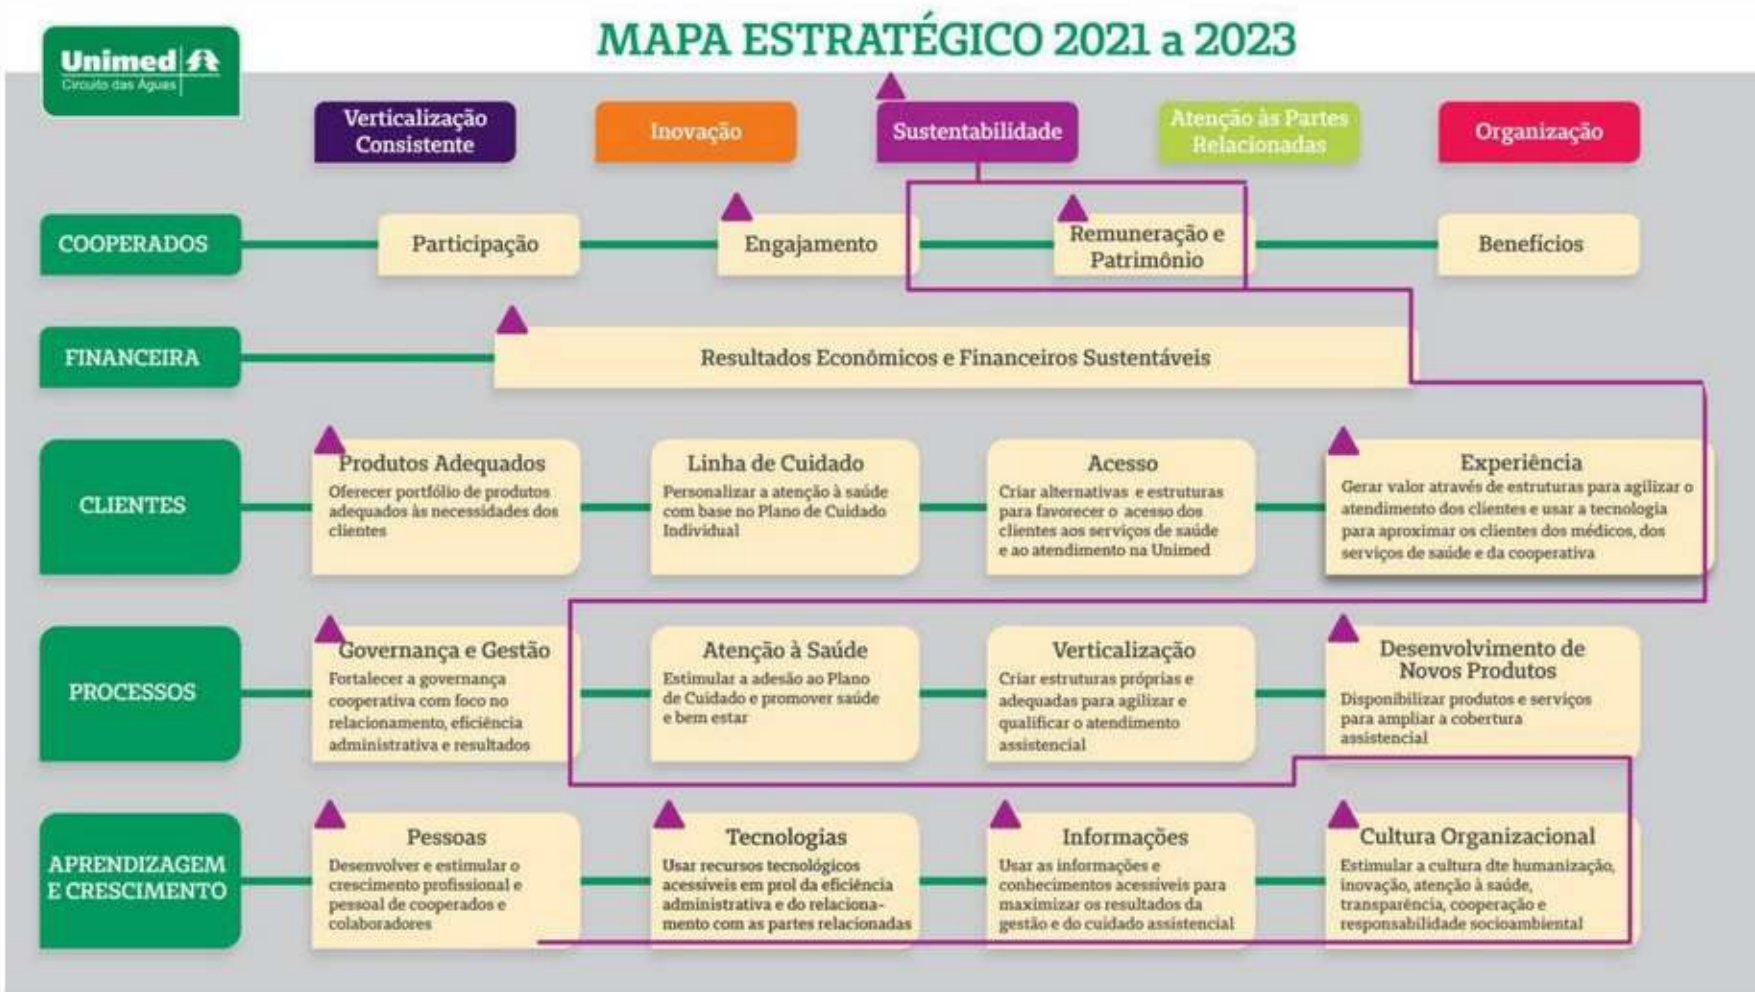 MAPA ESTRATÉGICO 2021 a 2023
Unimed
Circuito das Águas
Verticalização
Consistente
Inovação
Sustentabilidade
Atenção às Partes
Relacionadas
Organização
COOPERADOS
Participação
Engajamento
Remuneração e
Patrimônio
Benefícios
FINANCEIRA
Resultados Econômicos e Financeiros Sustentáveis
CLIENTES
Produtos Adequados
Oferecer portfólio de produtos
adequados às necessidades dos
clientes
Linha de Cuidado
Personalizar a atenção à saúde
com base no Plano de Cuidado
Individual
Acesso
Criar alternativas e estruturas
para favorecer o acesso dos
clientes aos serviços de saúde
e ao atendimento na Unimed
Experiência
Gerar valor através de estruturas para agilizar o
atendimento dos clientes e usar a tecnologia
para aproximar os clientes dos médicos, dos
serviços de saúde e da cooperativa
PROCESSOS
Governança e Gestão
Fortalecer a governança
cooperativa com foco no
relacionamento, eficiência
administrativa e resultados
Atenção à Saúde
Estimular a adesão ao Plano
de Cuidado e promover saúde
e bem estar
Verticalização
Criar estruturas próprias e
adequadas para agilizar e
qualificar o atendimento
assistencial
Desenvolvimento de
Novos Produtos
Disponibilizar produtos e serviços
para ampliar a cobertura
assistencial
APRENDIZAGEM
E CRESCIMENTO
Pessoas
Desenvolver e estimular o
crescimento profissional e
pessoal de cooperados e
colaboradores
Tecnologias
Usar recursos tecnológicos
acessíveis em prol da eficiência
administrativa e do relaciona-
mento com as partes relacionadas
Informações
Usar as informações e
conhecimentos acessíveis para
maximizar os resultados da
gestão e do cuidado assistencial
Cultura Organizacional
Estimular a cultura dte humanização,
inovação, atenção à saúde,
transparência, cooperação e
responsabilidade socioambiental